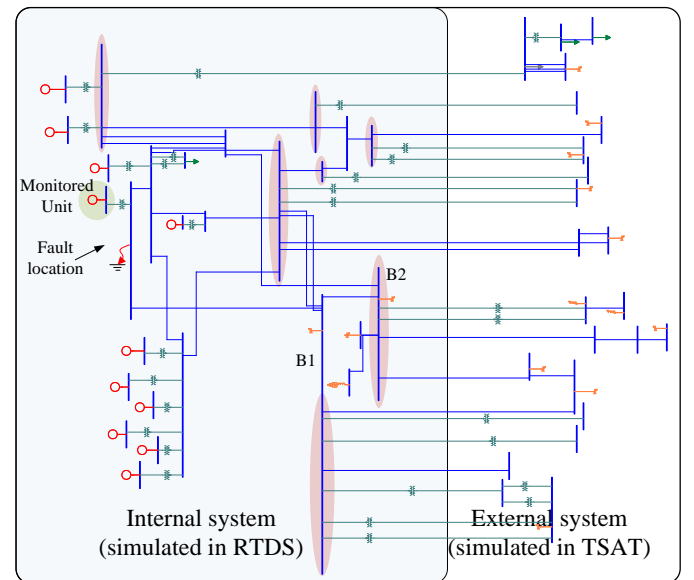 Monitored
Unit
Fault
location
B2
B1
Internal system
(simulated in RTDS)
External system
(simulated in TSAT)